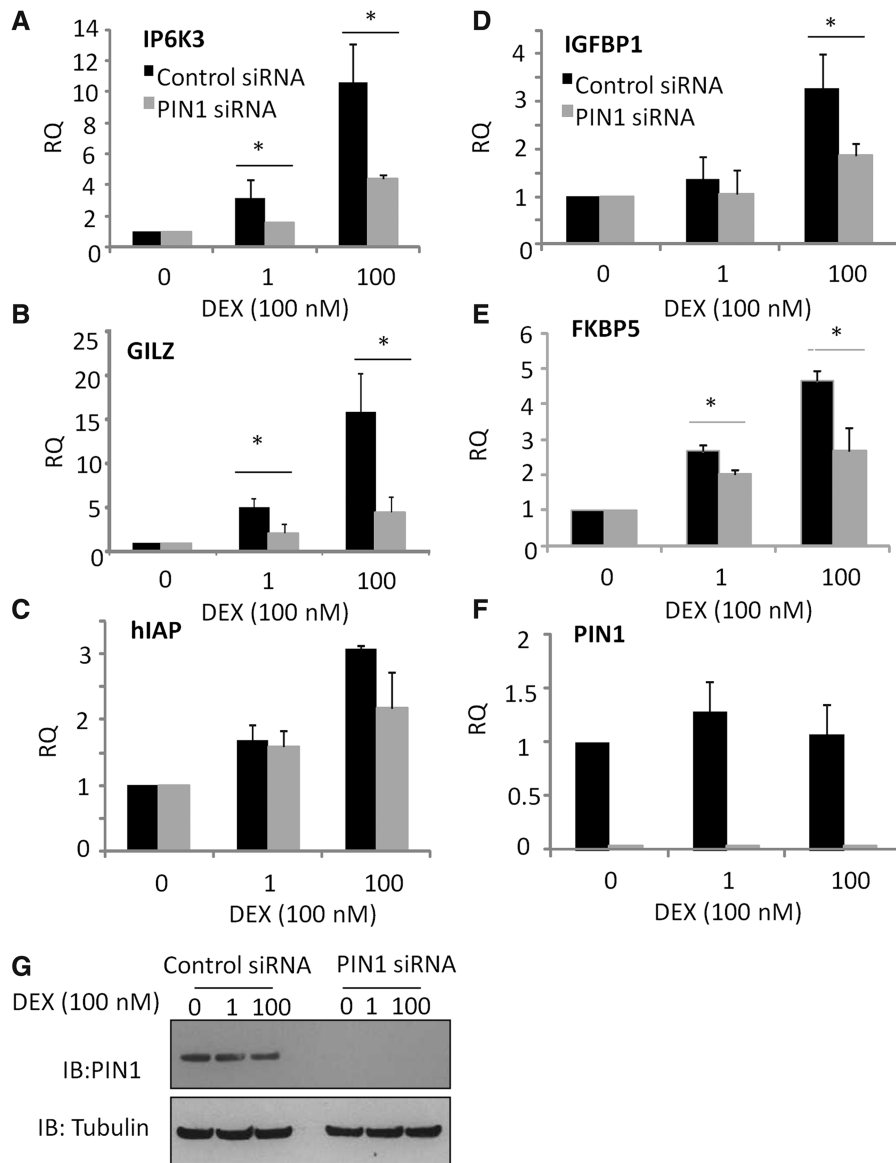 A
IP6K3
Control siRNA
PIN1 siRNA
RQ
14
12
10
8
6
4
2
0
*
*
0 1 100
DEX (100 nM)
B
GILZ
RQ
25
20
15
10
5
0
*
*
0 1 100
DEX (100 nM)
C
hIAP
RQ
3
2
1
0
0 1 100
DEX (100 nM)
D
IGFBP1
Control siRNA
PIN1 siRNA
RQ
4
3
2
1
0
*
0 1 100
DEX (100 nM)
E
FKBP5
RQ
6
5
4
3
2
1
0
*
*
0 1 100
DEX (100 nM)
F
PIN1
RQ
2
1.5
1
0.5
0
0 1 100
DEX (100 nM)
G
Control siRNA PIN1 siRNA
DEX (100 nM) 0 1 100 0 1 100
IB:PIN1
IB: Tubulin